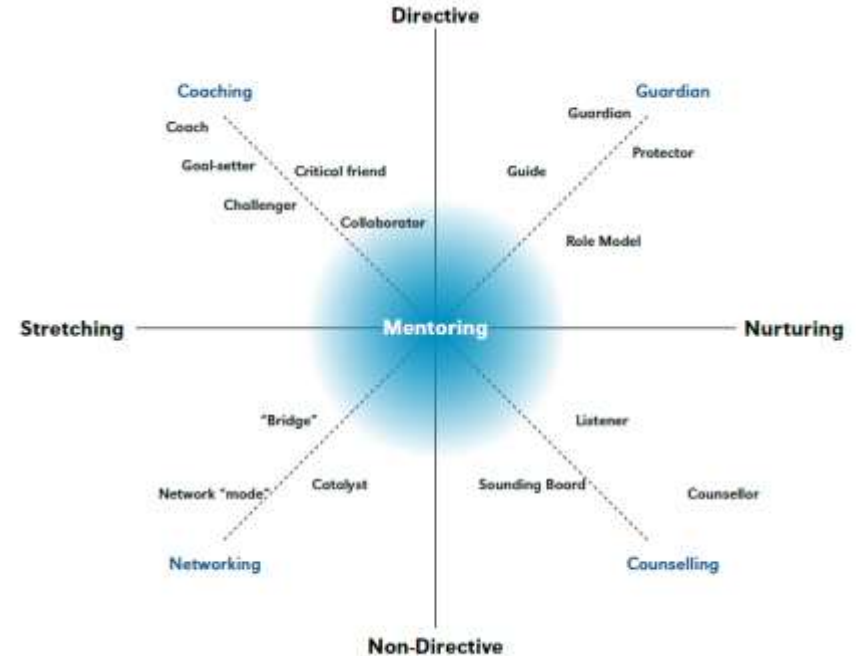 Directive
Coaching
Guardian
Coach
Guardian
Goal-setter
Critical friend
Guide
Protector
Challenger
Collaborator
Role Model
Stretching
Mentoring
Nurturing
"Bridge"
Listener
Network "mode"
Catalyst
Sounding Board
Counsellor
Networking
Counselling
Non-Directive